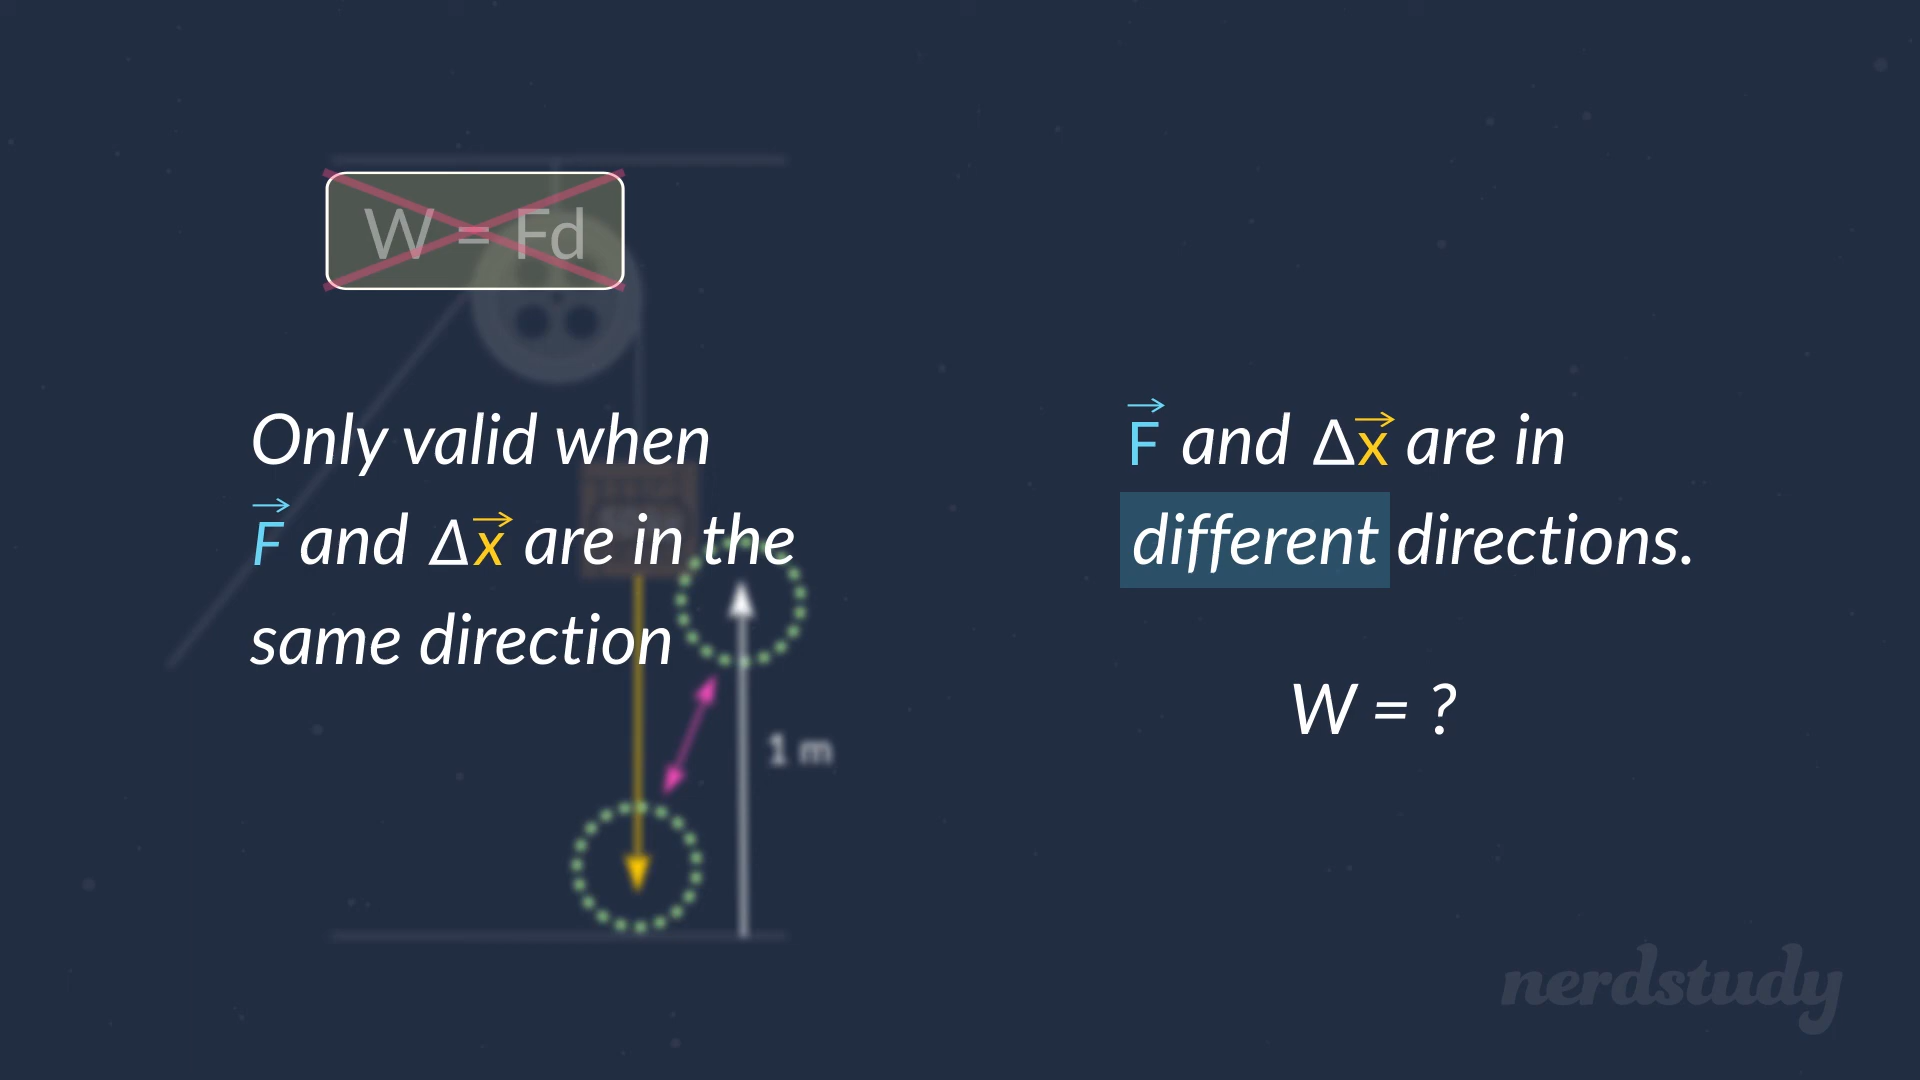 W = Fd
Only valid when
F⃗ and Δx⃗ are in the
same direction
1 m
F⃗ and Δx⃗ are in
different directions.
W = ?
nerdstudy